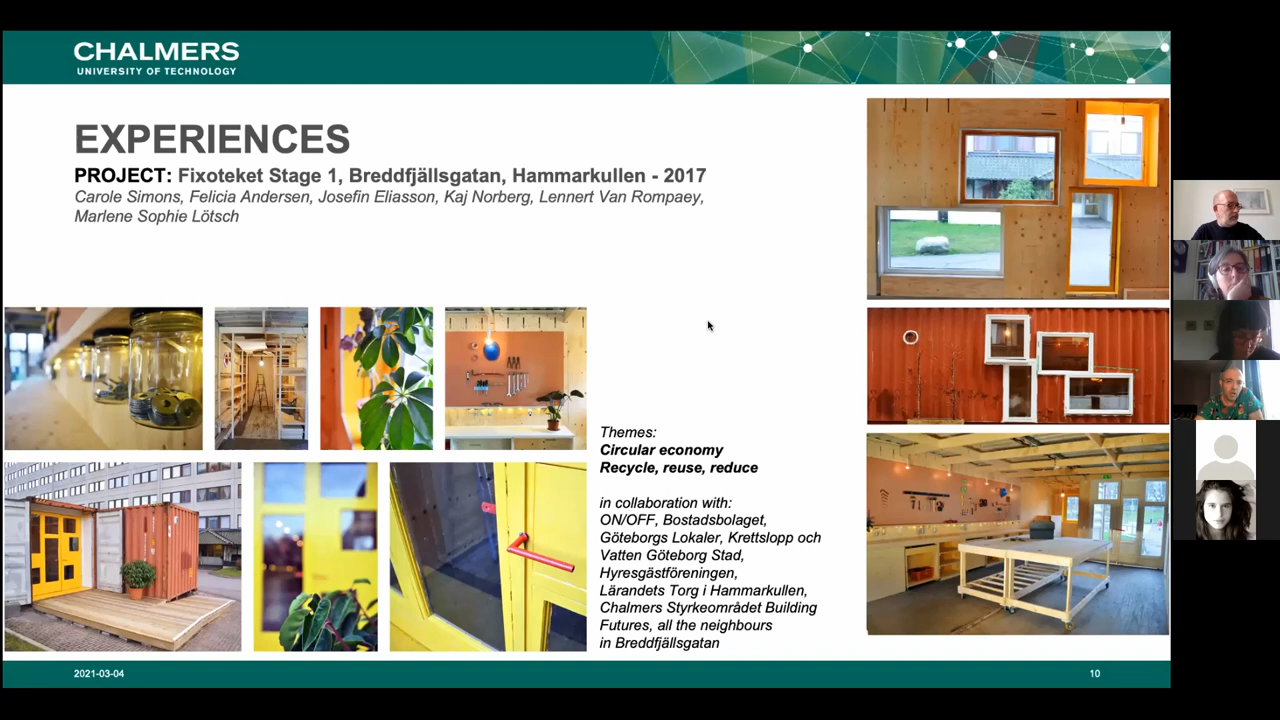 CHALMERS
UNIVERSITY OF TECHNOLOGY
EXPERIENCES
PROJECT: Fixoteket Stage 1, Breddfjällsgatan, Hammarkullen - 2017
Carole Simons, Felicia Andersen, Josefin Eliasson, Kaj Norberg, Lennert Van Rompaey,
Marlene Sophie Lötsch
Themes:
Circular economy
Recycle, reuse, reduce
in collaboration with:
ON/OFF, Bostadsbolaget,
Göteborgs Lokaler, Krettslopp och
Vatten Göteborg Stad,
Hyresgästföreningen,
Lärandets Torg i Hammarkullen,
Chalmers Styrkeområdet Building
Futures, all the neighbours
in Breddfjällsgatan
2021-03-04
10